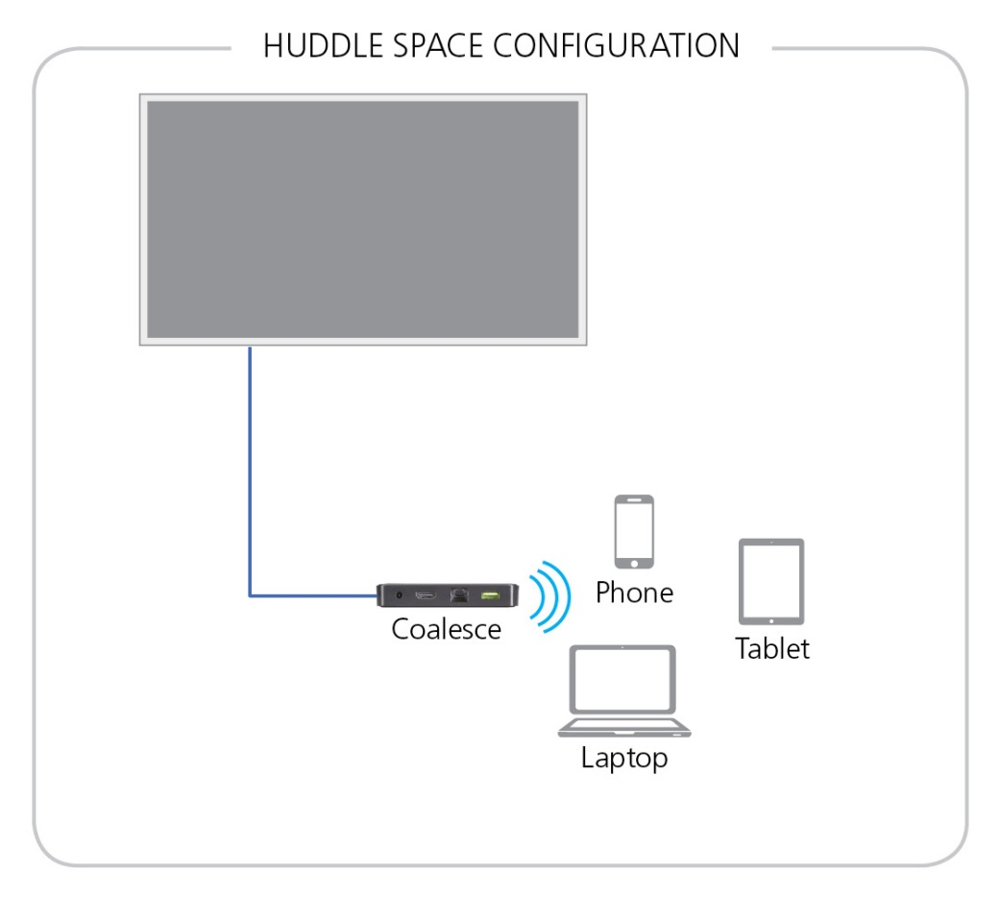 HUDDLE SPACE CONFIGURATION
Phone
Coalesce
Tablet
Laptop